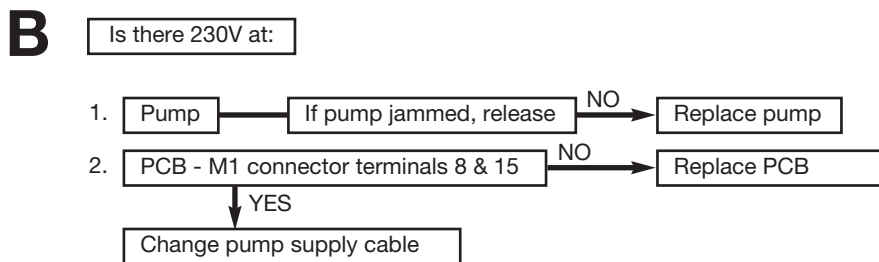 B Is there 230V at:
1. Pump If pump jammed, release NO Replace pump
2. PCB - M1 connector terminals 8 & 15 NO Replace PCB
YES
Change pump supply cable